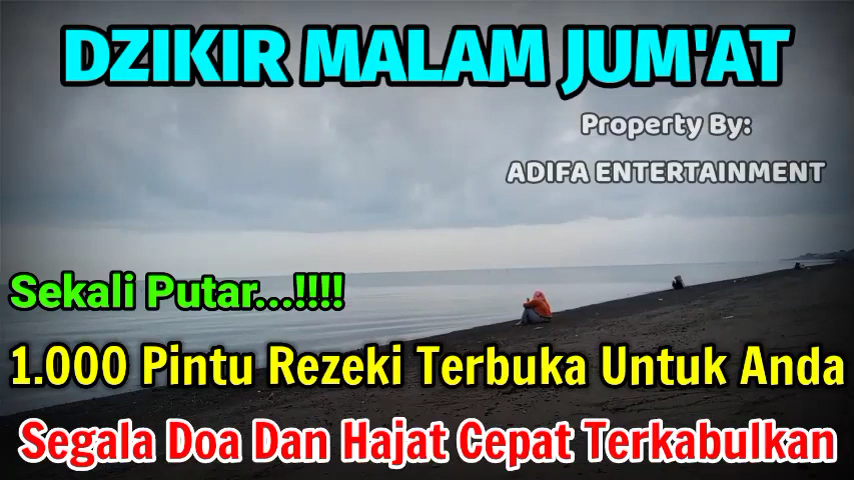 DZIKIR MALAM JUM'AT
Property By:
ADIFA ENTERTAINMENT
Sekali Putar...!!!!
1.000 Pintu Rezeki Terbuka Untuk Anda
Segala Doa Dan Hajat Cepat Terkabulkan